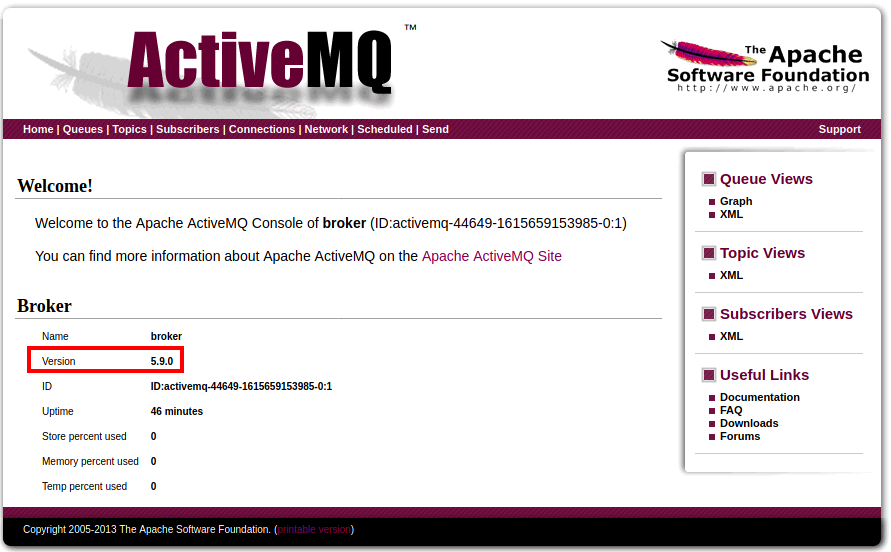 ActiveMQ ™
The Apache
Software Foundation
http://www.apache.org/
Home | Queues | Topics | Subscribers | Connections | Network | Scheduled | Send
Support
Welcome!
Welcome to the Apache ActiveMQ Console of broker (ID:activemq-44649-1615659153985-0:1)
You can find more information about Apache ActiveMQ on the Apache ActiveMQ Site
Broker
Name broker
Version 5.9.0
ID ID:activemq-44649-1615659153985-0:1
Uptime 46 minutes
Store percent used 0
Memory percent used 0
Temp percent used 0
Queue Views
Graph
XML
Topic Views
XML
Subscribers Views
XML
Useful Links
Documentation
FAQ
Downloads
Forums
Copyright 2005-2013 The Apache Software Foundation. (printable version)